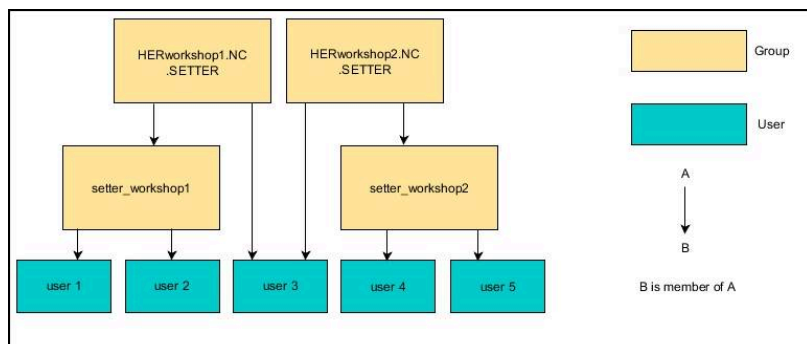 HERworkshop1.NC
.SETTER
HERworkshop2.NC
.SETTER
Group
User
setter_workshop1
setter_workshop2
A
B
user 1
user 2
user 3
user 4
user 5
B is member of A